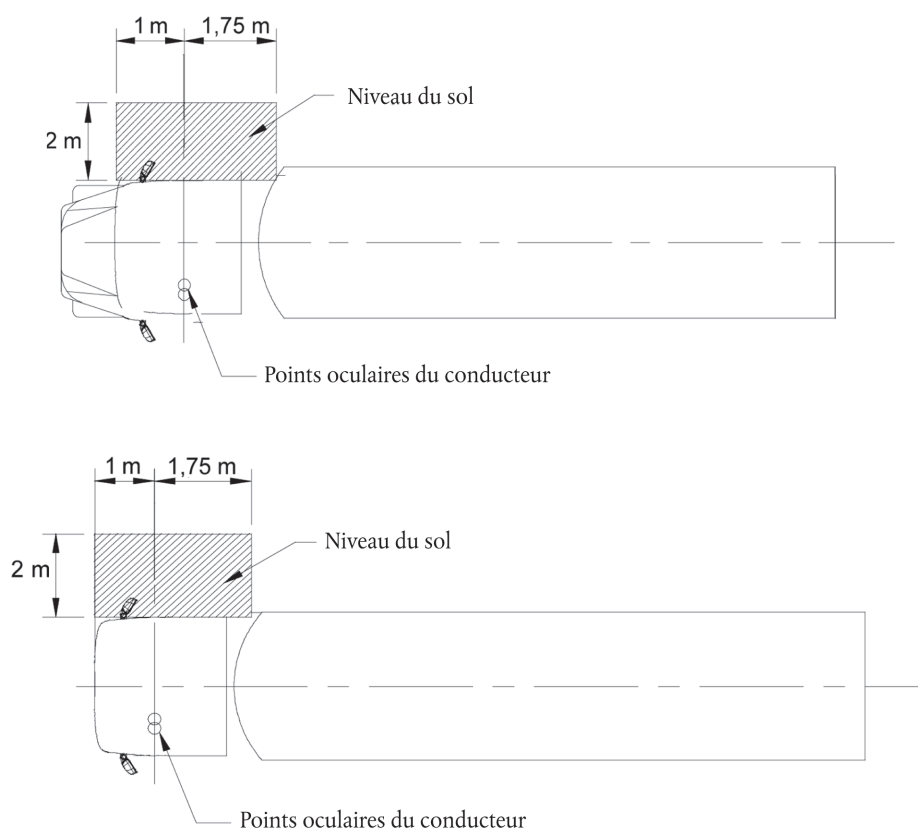 1 m
1,75 m
Niveau du sol
2 m
Points oculaires du conducteur
1 m
1,75 m
Niveau du sol
2 m
Points oculaires du conducteur